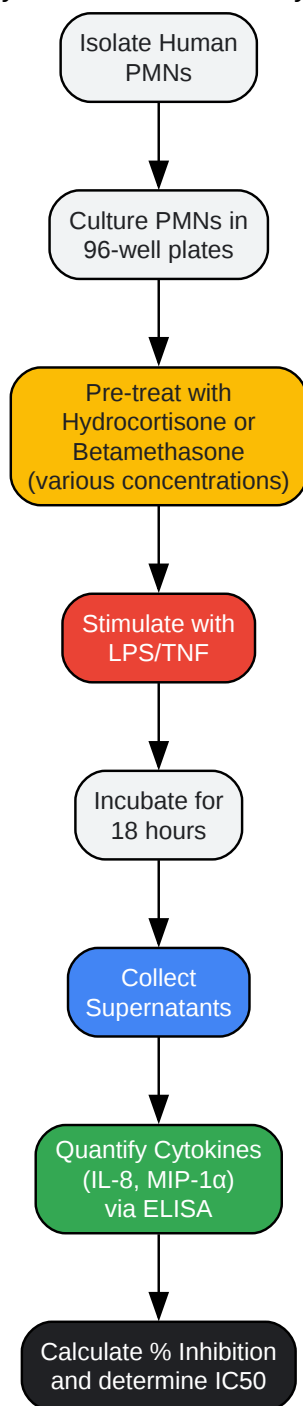 Isolate Human
PMNs
Culture PMNs in
96-well plates
Pre-treat with
Hydrocortisone or
Betamethasone
(various concentrations)
Stimulate with
LPS/TNF
Incubate for
18 hours
Collect
Supernatants
Quantify Cytokines
(IL-8, MIP-1α)
via ELISA
Calculate % Inhibition
and determine IC50